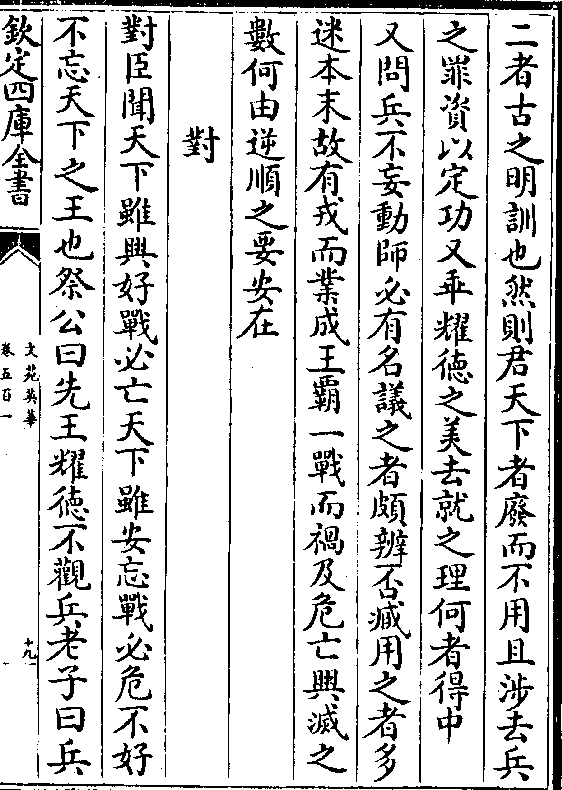 二者古之明訓也然則君天下者廢而不用且涉去兵
之罪資以定功又乖耀德之美去就之理何者得中
又問兵不妄動師必有名議之者頗辨否臧用之者多
迷本末故有戎而業成王霸一戰而禍及危亡興滅之
數何由逆順之要安在
對
對臣聞天下雖興好戰必亡天下雖安忘戰必危不好
不忘天下之王也祭公曰先王耀德不觀兵老子曰兵
欽定四庫全書
文苑英華
卷五百一
十九